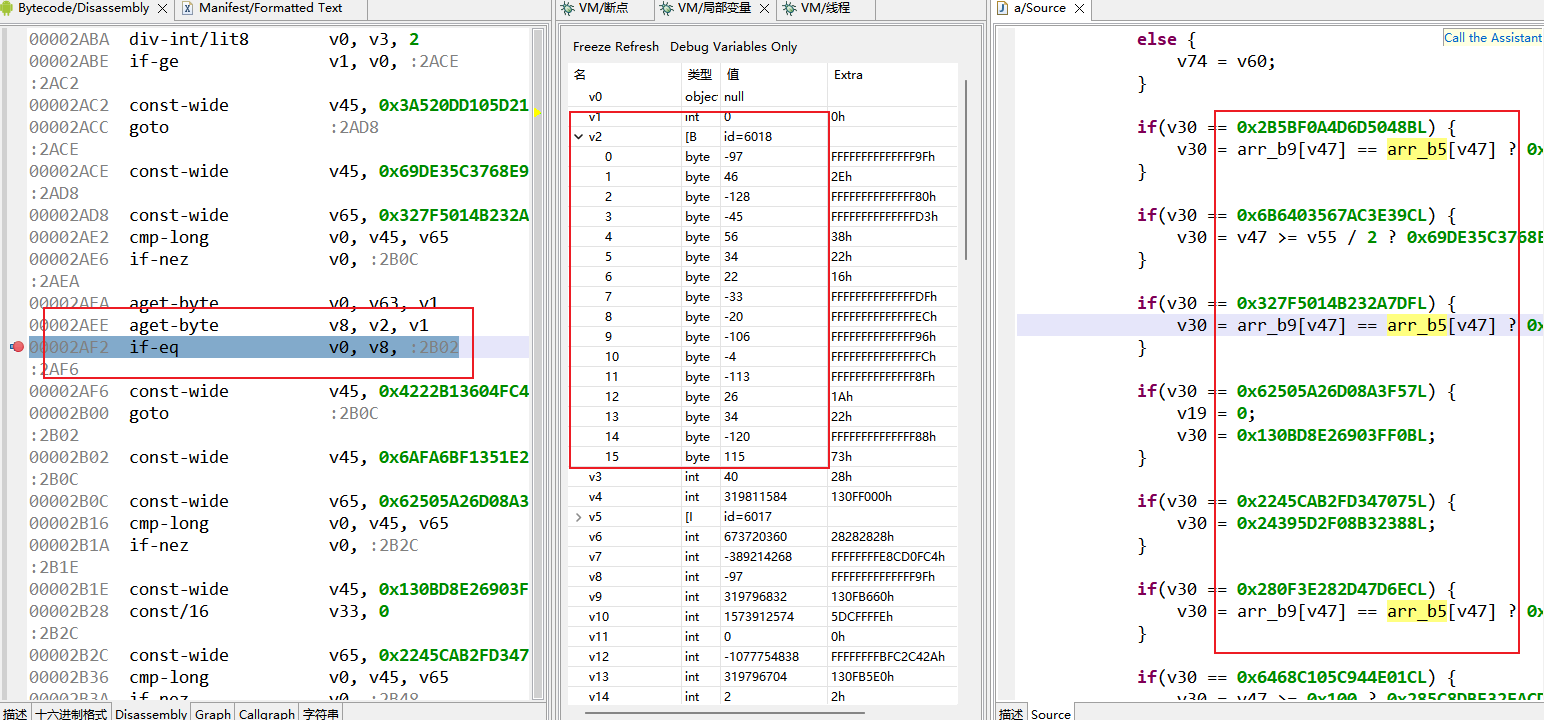 Bytecode/Disassembly
Manifest/Formatted Text
00002ABA div-int/lit8 v0, v3, 2
00002ABE if-ge v1, v0, :2ACE
:2AC2
00002AC2 const-wide v45, 0x3A520DD105D21
00002ACC goto :2AD8
:2ACE
00002ACE const-wide v45, 0x69DE35C3768E9
:2AD8
00002AD8 const-wide v65, 0x327F5014B232A
00002AE2 cmp-long v0, v45, v65
00002AE6 if-nez v0, :2B0C
:2AEA
00002AEA aget-byte v0, v63, v1
00002AEE aget-byte v8, v2, v1
00002AF2 if-eq v0, v8, :2B02
:2AF6
00002AF6 const-wide v45, 0x4222B13604FC4
00002B00 goto :2B0C
:2B02
00002B02 const-wide v45, 0x6AFA6BF1351E2
:2B0C
00002B0C const-wide v65, 0x62505A26D08A3
00002B16 cmp-long v0, v45, v65
00002B1A if-nez v0, :2B2C
:2B1E
00002B1E const-wide v45, 0x130BD8E26903F
00002B28 const/16 v33, 0
:2B2C
00002B2C const-wide v65, 0x2245CAB2FD347
00002B36 cmp-long v0, v45, v65
00002B3A if-nez v0, :2B48
描述 十六进制格式 Disassembly Graph Callgraph 字符串
VM/断点 VM/局部变量 VM/线程
Freeze Refresh Debug Variables Only
名 类型 值 Extra
v0 objec null
v1 int 0 0h
v2 [B id=6018
0 byte -97 FFFFFFFFFFFFFF9Fh
1 byte 46 2Eh
2 byte -128 FFFFFFFFFFFFFF80h
3 byte -45 FFFFFFFFFFFFFFD3h
4 byte 56 38h
5 byte 34 22h
6 byte 22 16h
7 byte -33 FFFFFFFFFFFFFFDFh
8 byte -20 FFFFFFFFFFFFFFECh
9 byte -106 FFFFFFFFFFFFFF96h
10 byte -4 FFFFFFFFFFFFFFFCh
11 byte -113 FFFFFFFFFFFFFF8Fh
12 byte 26 1Ah
13 byte 34 22h
14 byte -120 FFFFFFFFFFFFFF88h
15 byte 115 73h
v3 int 40 28h
v4 int 319811584 130FF000h
v5 [I id=6017
v6 int 673720360 28282828h
v7 int -389214268 FFFFFFFFE8CD0FC4h
v8 int -97 FFFFFFFFFFFFFF9Fh
v9 int 319796832 130FB660h
v10 int 1573912574 5DCFFFFEh
v11 int 0 0h
v12 int -1077754838 FFFFFFFFBFC2C42Ah
v13 int 319796704 130FB5E0h
v14 int 2 2h
a/Source
Call the Assistant
else {
v74 = v60;
}
if(v30 == 0x2B5BF0A4D6D5048BL) {
v30 = arr_b9[v47] == arr_b5[v47] ? 0x
}
if(v30 == 0x6B6403567AC3E39CL) {
v30 = v47 >= v55 / 2 ? 0x69DE35C3768E
}
if(v30 == 0x327F5014B232A7DFL) {
v30 = arr_b9[v47] == arr_b5[v47] ? 0x
}
if(v30 == 0x62505A26D08A3F57L) {
v19 = 0;
v30 = 0x130BD8E26903FF0BL;
}
if(v30 == 0x2245CAB2FD347075L) {
v30 = 0x24395D2F08B32388L;
}
if(v30 == 0x280F3E282D47D6ECL) {
v30 = arr_b9[v47] == arr_b5[v47] ? 0x
}
if(v30 == 0x6468C105C944E01CL) {
v30 = v47 >= 0x100 ? 0x285C8DBE32EACD
描述 Source